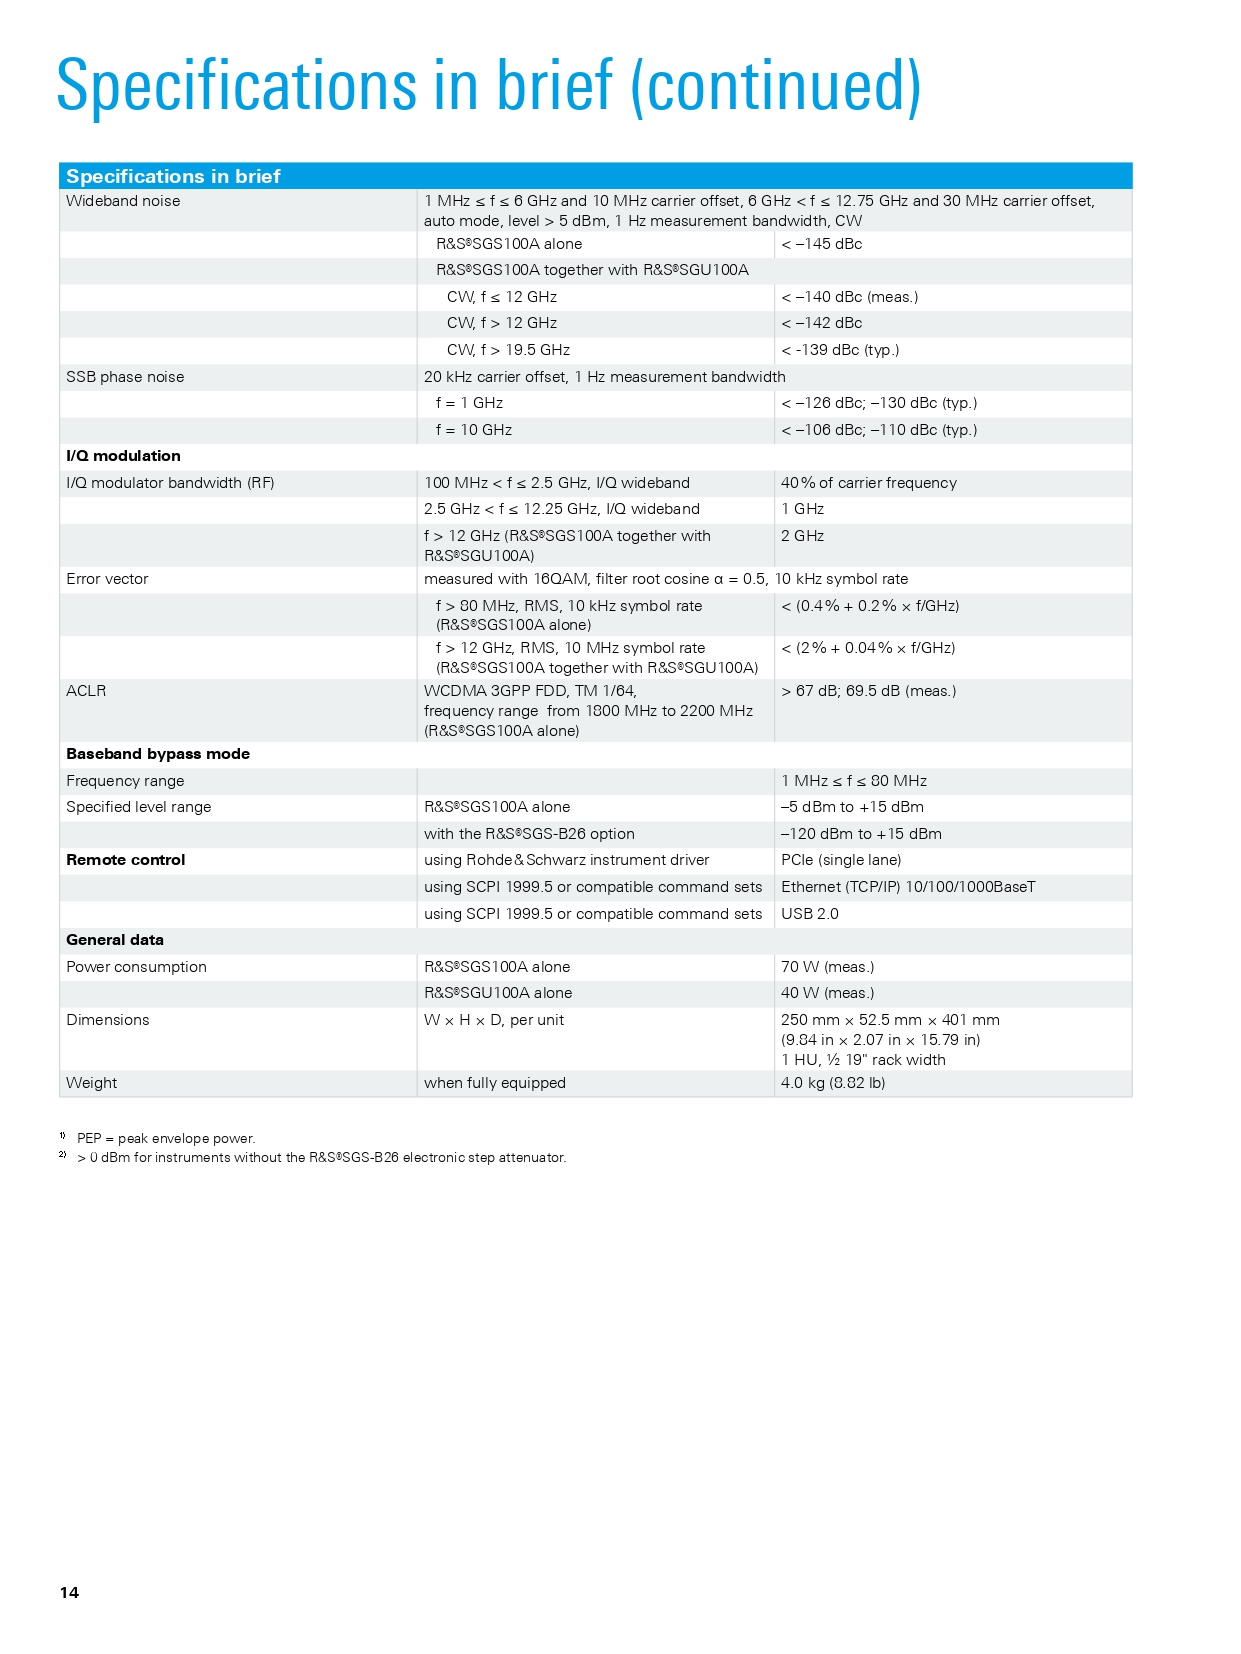 Specifications in brief (continued)
Specifications in brief
Wideband noise
1 MHz ≤ f ≤ 6 GHz and 10 MHz carrier offset, 6 GHz < f ≤ 12.75 GHz and 30 MHz carrier offset,
auto mode, level > 5 dBm, 1 Hz measurement bandwidth, CW
R&S®SGS100A alone
< –145 dBc
R&S®SGS100A together with R&S®SGU100A
CW, f ≤ 12 GHz
< –140 dBc (meas.)
CW, f > 12 GHz
< –142 dBc
CW, f > 19.5 GHz
< -139 dBc (typ.)
SSB phase noise
20 kHz carrier offset, 1 Hz measurement bandwidth
f = 1 GHz
< –126 dBc; –130 dBc (typ.)
f = 10 GHz
< –106 dBc; –110 dBc (typ.)
I/Q modulation
I/Q modulator bandwidth (RF)
100 MHz < f ≤ 2.5 GHz, I/Q wideband
40 % of carrier frequency
2.5 GHz < f ≤ 12.25 GHz, I/Q wideband
1 GHz
f > 12 GHz (R&S®SGS100A together with
R&S®SGU100A)
2 GHz
Error vector
measured with 16QAM, filter root cosine α = 0.5, 10 kHz symbol rate
f > 80 MHz, RMS, 10 kHz symbol rate
(R&S®SGS100A alone)
< (0.4 % + 0.2 % × f/GHz)
f > 12 GHz, RMS, 10 MHz symbol rate
(R&S®SGS100A together with R&S®SGU100A)
< (2 % + 0.04 % × f/GHz)
ACLR
WCDMA 3GPP FDD, TM 1/64,
frequency range from 1800 MHz to 2200 MHz
(R&S®SGS100A alone)
> 67 dB; 69.5 dB (meas.)
Baseband bypass mode
Frequency range
1 MHz ≤ f ≤ 80 MHz
Specified level range
R&S®SGS100A alone
–5 dBm to +15 dBm
with the R&S®SGS-B26 option
–120 dBm to +15 dBm
Remote control
using Rohde & Schwarz instrument driver
PCIe (single lane)
using SCPI 1999.5 or compatible command sets
Ethernet (TCP/IP) 10/100/1000BaseT
using SCPI 1999.5 or compatible command sets
USB 2.0
General data
Power consumption
R&S®SGS100A alone
70 W (meas.)
R&S®SGU100A alone
40 W (meas.)
Dimensions
W × H × D, per unit
250 mm × 52.5 mm × 401 mm
(9.84 in × 2.07 in × 15.79 in)
1 HU, ½ 19" rack width
Weight
when fully equipped
4.0 kg (8.82 lb)
1) PEP = peak envelope power.
2) > 0 dBm for instruments without the R&S®SGS-B26 electronic step attenuator.
14